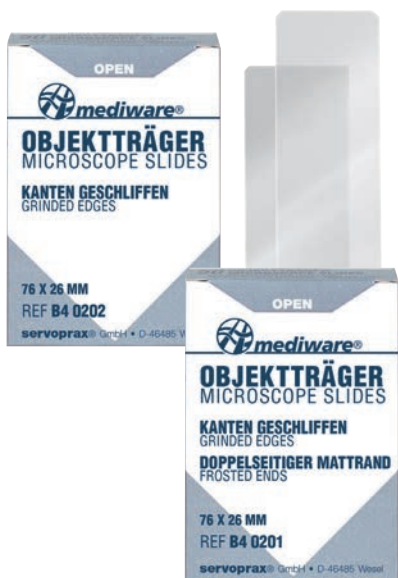 OPEN
mediware®
OBJEKTTRÄGER
MICROSCOPE SLIDES
KANTEN GESCHLIFFEN
GRINDED EDGES
76 X 26 MM
REF B4 0202
servoprax® GmbH • D-46485 W
OPEN
mediware®
OBJEKTTRÄGER
MICROSCOPE SLIDES
KANTEN GESCHLIFFEN
GRINDED EDGES
DOPPELSEITIGER MATTRAND
FROSTED ENDS
76 X 26 MM
REF B4 0201
servoprax® GmbH • D-46485 Wesel